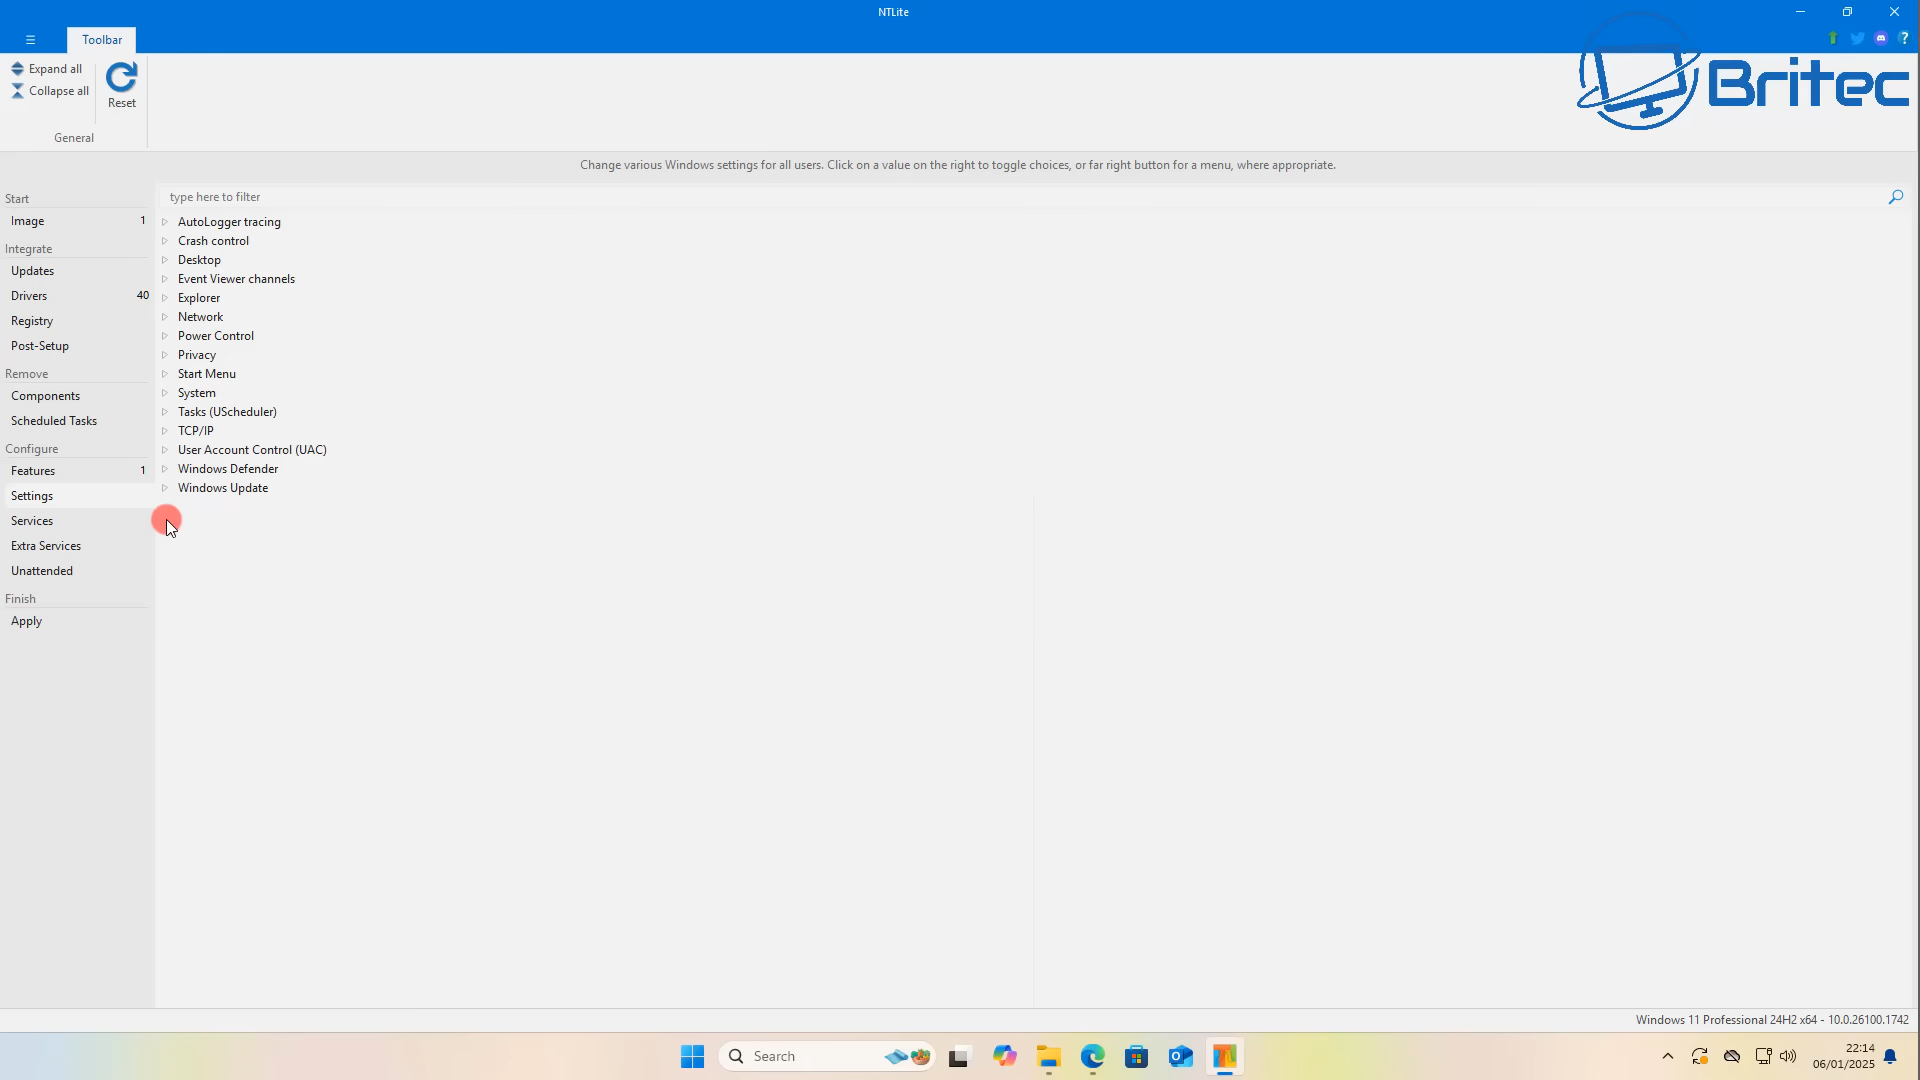 NTLite
Toolbar
Expand all
Collapse all
Reset
General
Britec
Change various Windows settings for all users. Click on a value on the right to toggle choices, or far right button for a menu, where appropriate.
Start
Image 1
Integrate
Updates
Drivers 40
Registry
Post-Setup
Remove
Components
Scheduled Tasks
Configure
Features 1
Settings
Services
Extra Services
Unattended
Finish
Apply
type here to filter
AutoLogger tracing
Crash control
Desktop
Event Viewer channels
Explorer
Network
Power Control
Privacy
Start Menu
System
Tasks (UScheduler)
TCP/IP
User Account Control (UAC)
Windows Defender
Windows Update
Windows 11 Professional 24H2 x64 - 10.0.26100.1742
Search
22:14
06/01/2025